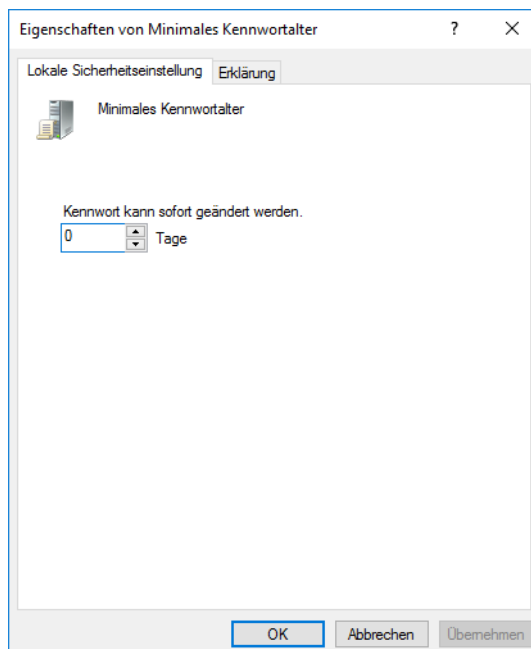 Eigenschaften von Minimales Kennwortalter ?
Lokale Sicherheitseinstellung Erklärung
Minimales Kennwortalter
Kennwort kann sofort geändert werden.
0 Tage
OK Abbrechen Übernehmen